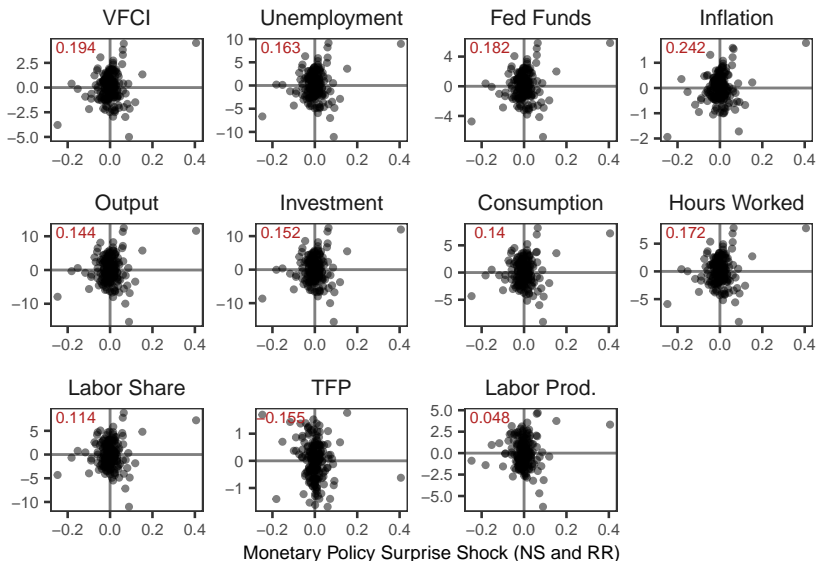 VFCI Unemployment Fed Funds Inflation
0.194 0.163 0.182 0.242
2.5 0.0 −2.5 −5.0
10 5 0 −5 −10
4 0 −4
1 0 −1 −2
−0.2 0.0 0.2 0.4 −0.2 0.0 0.2 0.4 −0.2 0.0 0.2 0.4 −0.2 0.0 0.2 0.4
Output Investment Consumption Hours Worked
0.144 0.152 0.14 0.172
10 0 −10
10 0 −10
5 0 −5
5 0 −5
−0.2 0.0 0.2 0.4 −0.2 0.0 0.2 0.4 −0.2 0.0 0.2 0.4 −0.2 0.0 0.2 0.4
Labor Share TFP Labor Prod.
0.114 −0.155 0.048
5 0 −5 −10
1 0 −1
5.0 2.5 0.0 −2.5 −5.0
−0.2 0.0 0.2 0.4 −0.2 0.0 0.2 0.4 −0.2 0.0 0.2 0.4
Monetary Policy Surprise Shock (NS and RR)